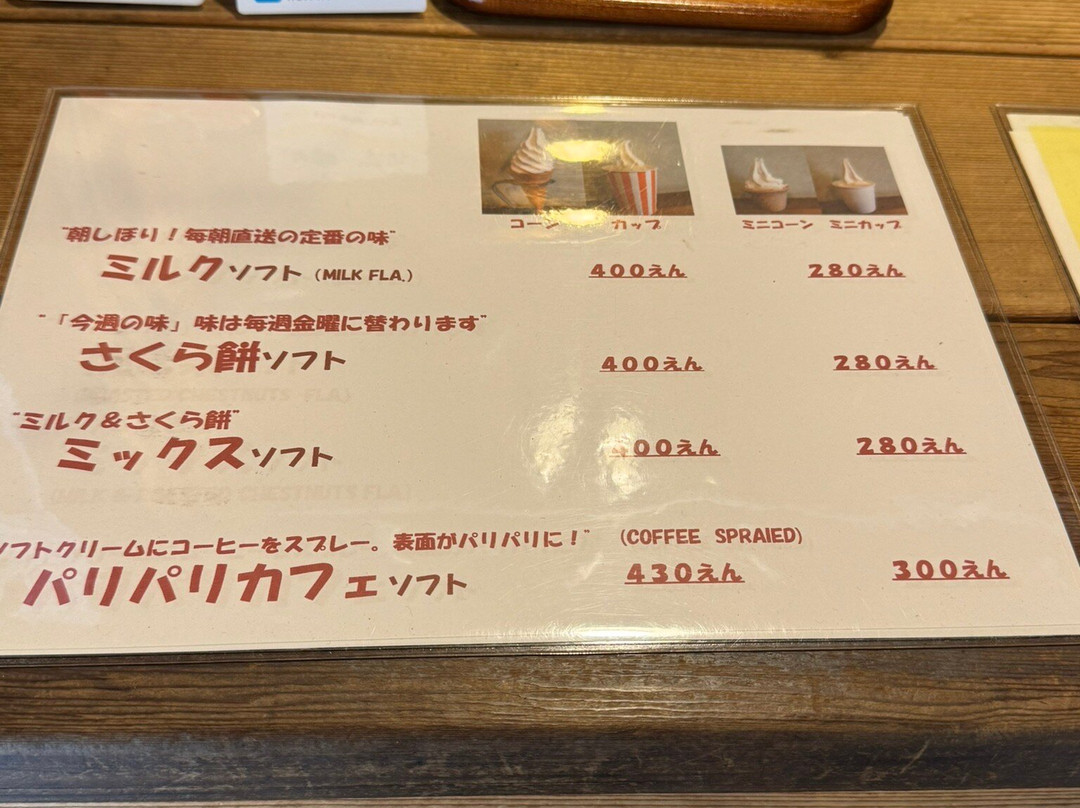 コーン カップ ミニコーン ミニカップ
"朝しぼり！毎朝直送の定番の味"
ミルクソフト (MILK FLA.) 400えん 280えん
"「今週の味」味は毎週金曜に替わります"
さくら餅ソフト 400えん 280えん
"ミルク＆さくら餅"
ミックスソフト 400えん 280えん
ソフトクリームにコーヒーをスプレー。表面がパリパリに！" (COFFEE SPRAIED)
パリパリカフェソフト 430えん 300えん